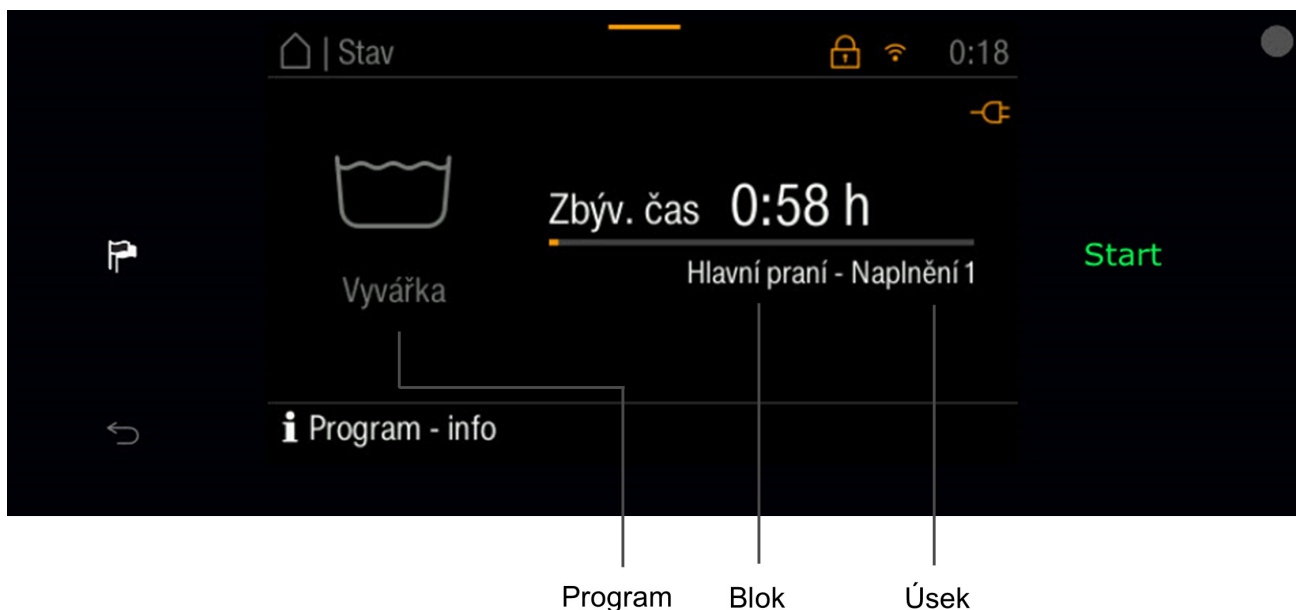 | Stav 0:18
Zbýv. čas 0:58 h
Hlavní praní - Naplnění 1
Vyvářka
Start
i Program - info
Program Blok Úsek